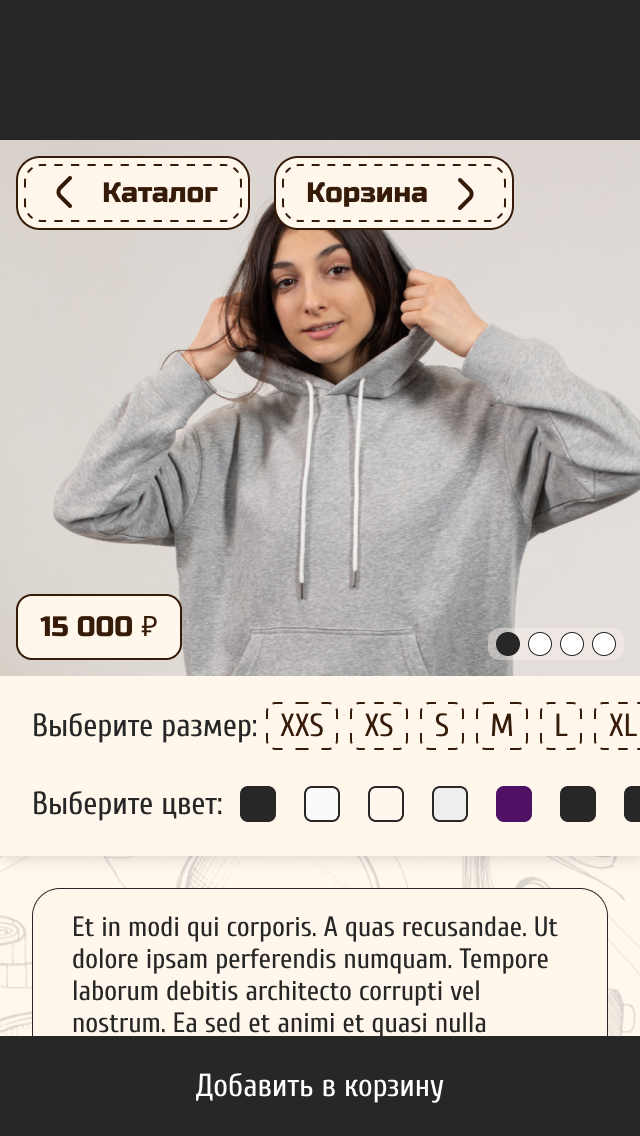 Каталог
Корзина
15 000 ₽
Выберите размер: XXS XS S M L XL
Выберите цвет:
Et in modi qui corporis. A quas recusandae. Ut
dolore ipsam perferendis numquam. Tempore
laborum debitis architecto corrupti vel
nostrum. Ea sed et animi et quasi nulla
Добавить в корзину